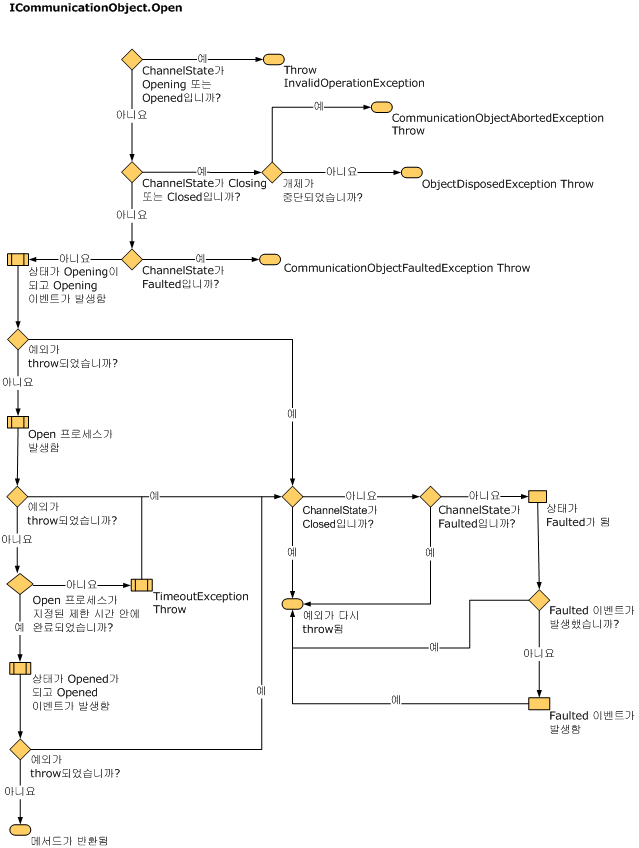 ICommunicationObject.Open
예
ChannelState가
Opening 또는
Opened입니까?
Throw
InvalidOperationException
아니요
예
CommunicationObjectAbortedException
Throw
예
ChannelState가 Closing
또는 Closed입니까?
개체가
중단되었습니까?
아니요
ObjectDisposedException Throw
아니요
아니요
상태가 Opening이
되고 Opening
이벤트가 발생함
ChannelState가
Faulted입니까?
예
CommunicationObjectFaultedException Throw
예외가
throw되었습니까?
아니요
예
Open 프로세스가
발생함
예외가
throw되었습니까?
예
ChannelState가
Closed입니까?
아니요
ChannelState가
Faulted입니까?
아니요
상태가
Faulted가 됨
아니요
예
예
Open 프로세스가
지정된 제한 시간 안에
완료되었습니까?
아니요
TimeoutException
Throw
예외가 다시
throw됨
Faulted 이벤트가
발생했습니까?
예
예
아니요
상태가 Opened가
되고 Opened
이벤트가 발생함
예
예
Faulted 이벤트가
발생함
예외가
throw되었습니까?
아니요
메서드가 반환됨